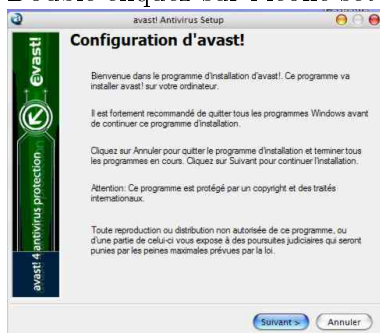 avast! Antivirus Setup
avast!
avast! 4 antivirus protection
Configuration d'avast!
Bienvenue dans le programme d'installation d'avast!. Ce programme va
installer avast! sur votre ordinateur.
Il est fortement recommandé de quitter tous les programmes Windows avant
de continuer ce programme d'installation.
Cliquez sur Annuler pour quitter le programme d'installation et terminer tous
les programmes en cours. Cliquez sur Suivant pour continuer l'installation.
Attention: Ce programme est protégé par un copyright et des traités
internationaux.
Toute reproduction ou distribution non autorisée de ce programme, ou
d'une partie de celui-ci vous expose à des poursuites judiciaires qui seront
punies par les peines maximales prévues par la loi.
Suivant >
Annuler